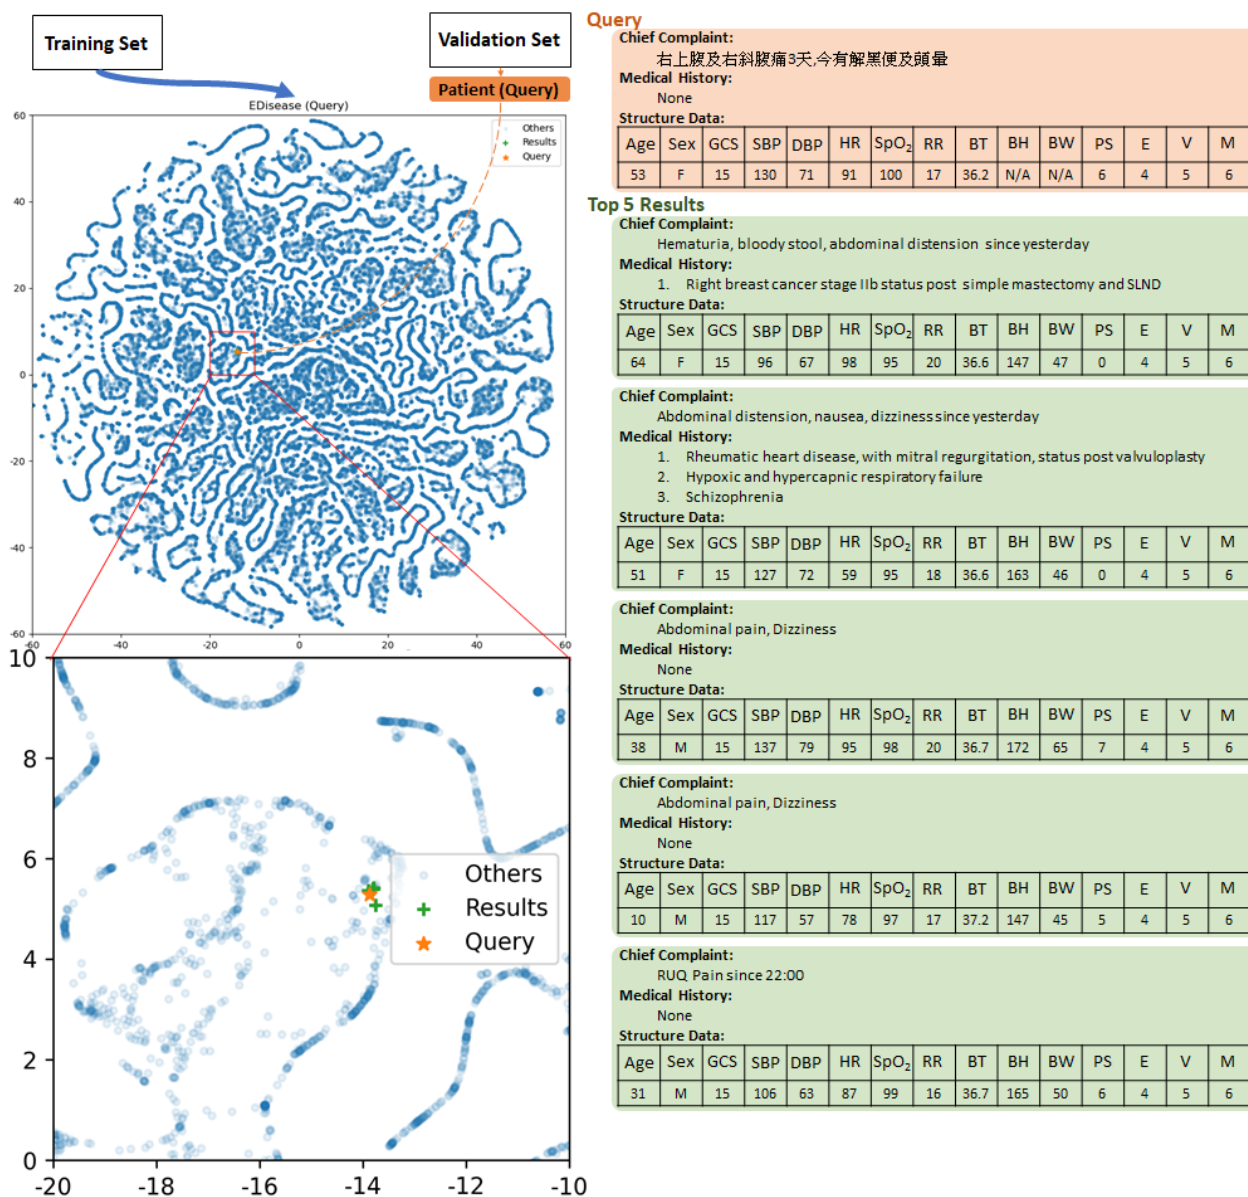 Training Set
Validation Set
Patient (Query)
EDisease (Query)
Others
Results
Query
60
40
20
0
-20
-40
-60
-60 -40 -20 0 20 40 60
10
8
6
4
2
0
Others
Results
Query
-20 -18 -16 -14 -12 -10
Query
Chief Complaint:
右上腹及右斜腹痛3天,今有解黑便及頭暈
Medical History:
None
Structure Data:
Age Sex GCS SBP DBP HR SpO₂ RR BT BH BW PS E V M
53 F 15 130 71 91 100 17 36.2 N/A N/A 6 4 5 6
Top 5 Results
Chief Complaint:
Hematuria, bloody stool, abdominal distension since yesterday
Medical History:
1. Right breast cancer stage IIb status post simple mastectomy and SLND
Structure Data:
Age Sex GCS SBP DBP HR SpO₂ RR BT BH BW PS E V M
64 F 15 96 67 98 95 20 36.6 147 47 0 4 5 6
Chief Complaint:
Abdominal distension, nausea, dizziness since yesterday
Medical History:
1. Rheumatic heart disease, with mitral regurgitation, status post valvuloplasty
2. Hypoxic and hypercapnic respiratory failure
3. Schizophrenia
Structure Data:
Age Sex GCS SBP DBP HR SpO₂ RR BT BH BW PS E V M
51 F 15 127 72 59 95 18 36.6 163 46 0 4 5 6
Chief Complaint:
Abdominal pain, Dizziness
Medical History:
None
Structure Data:
Age Sex GCS SBP DBP HR SpO₂ RR BT BH BW PS E V M
38 M 15 137 79 95 98 20 36.7 172 65 7 4 5 6
Chief Complaint:
Abdominal pain, Dizziness
Medical History:
None
Structure Data:
Age Sex GCS SBP DBP HR SpO₂ RR BT BH BW PS E V M
10 M 15 117 57 78 97 17 37.2 147 45 5 4 5 6
Chief Complaint:
RUQ Pain since 22:00
Medical History:
None
Structure Data:
Age Sex GCS SBP DBP HR SpO₂ RR BT BH BW PS E V M
31 M 15 106 63 87 99 16 36.7 165 50 6 4 5 6